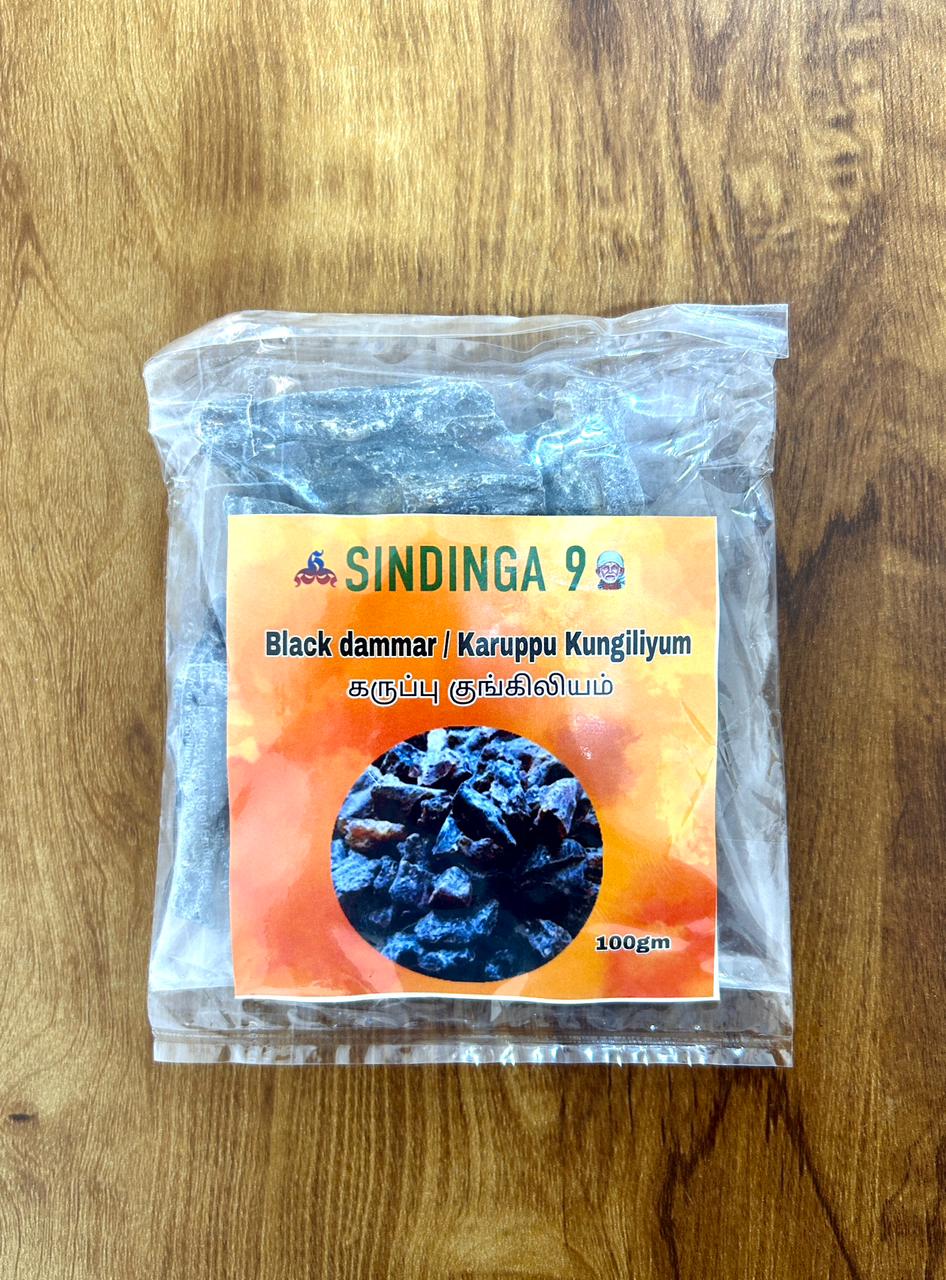 SINDINGA 9
Black dammar / Karuppu Kungiliyum
கருப்பு குங்கிலியம்
100gm